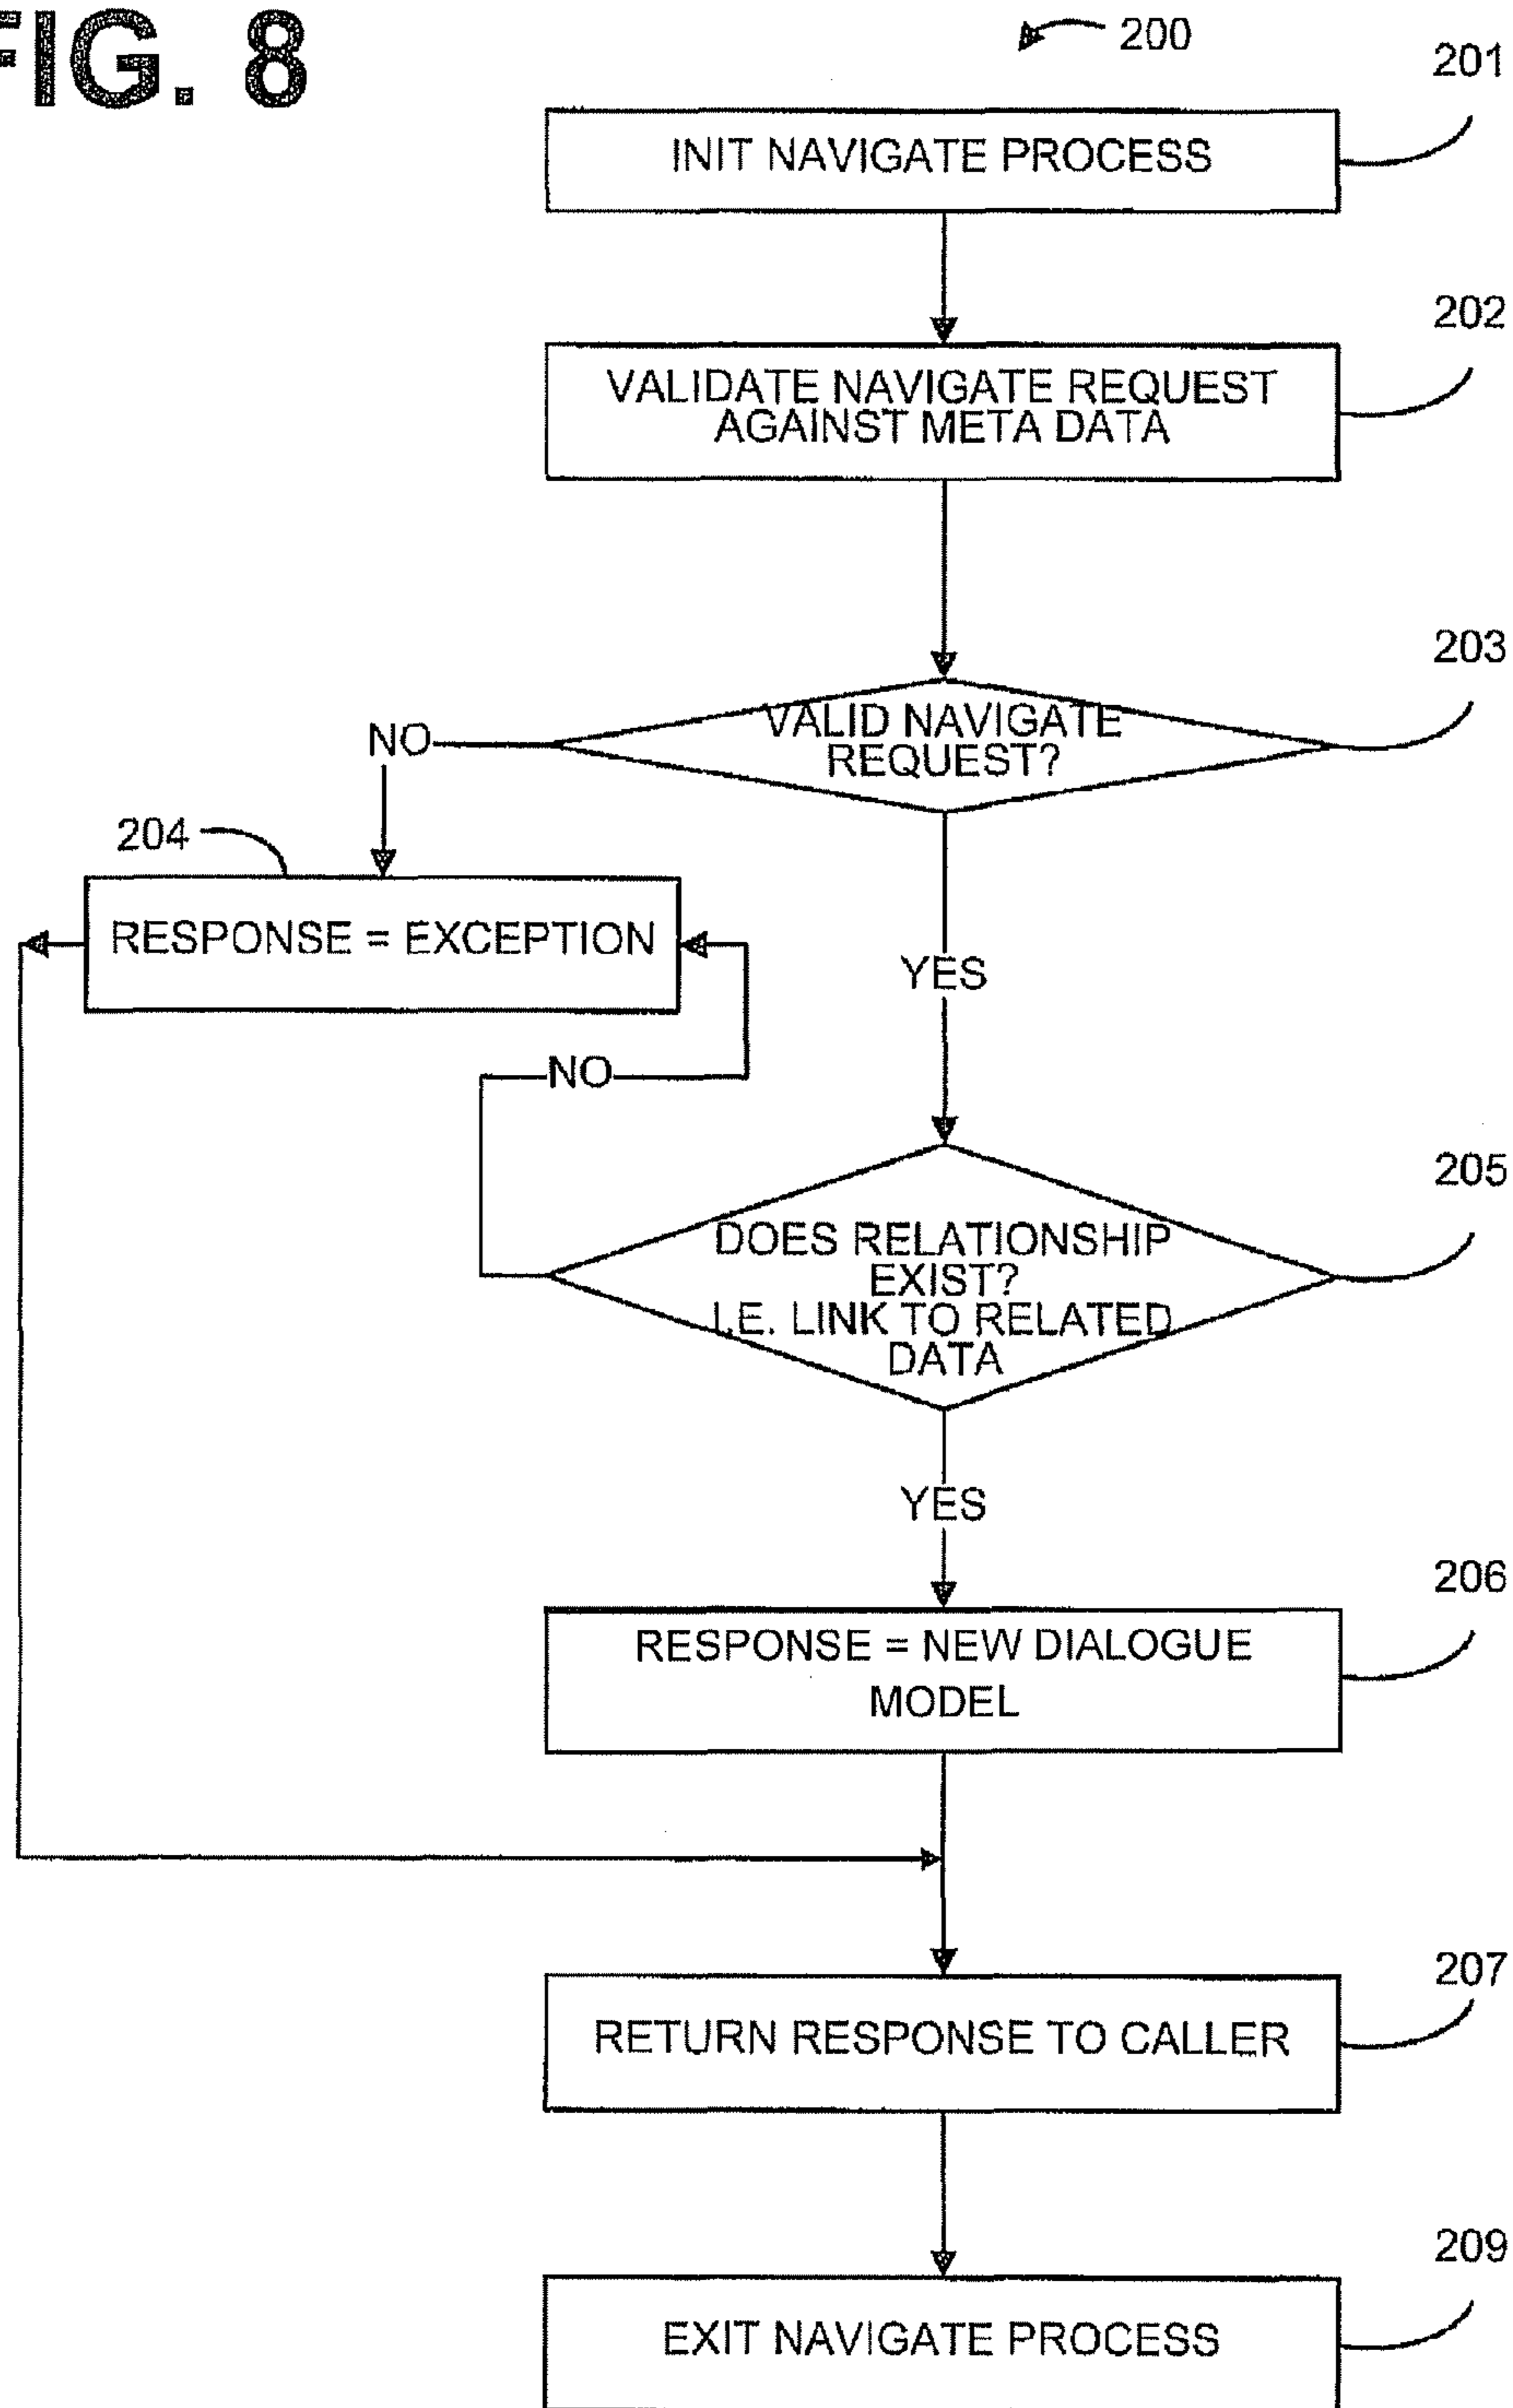 FIG. 8
200
201
INIT NAVIGATE PROCESS
202
VALIDATE NAVIGATE REQUEST
AGAINST META DATA
203
VALID NAVIGATE
REQUEST?
NO
204
RESPONSE = EXCEPTION
YES
NO
205
DOES RELATIONSHIP
EXIST?
I.E. LINK TO RELATED
DATA
YES
206
RESPONSE = NEW DIALOGUE
MODEL
207
RETURN RESPONSE TO CALLER
209
EXIT NAVIGATE PROCESS